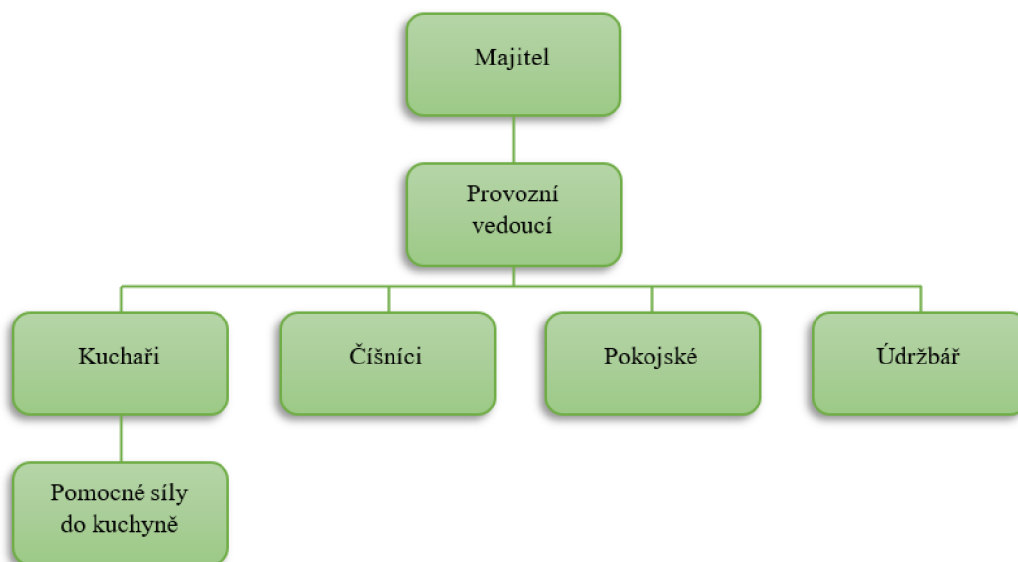 Majitel
Provozní
vedoucí
Kuchaři
Číšníci
Pokojské
Údržbář
Pomocné síly
do kuchyně